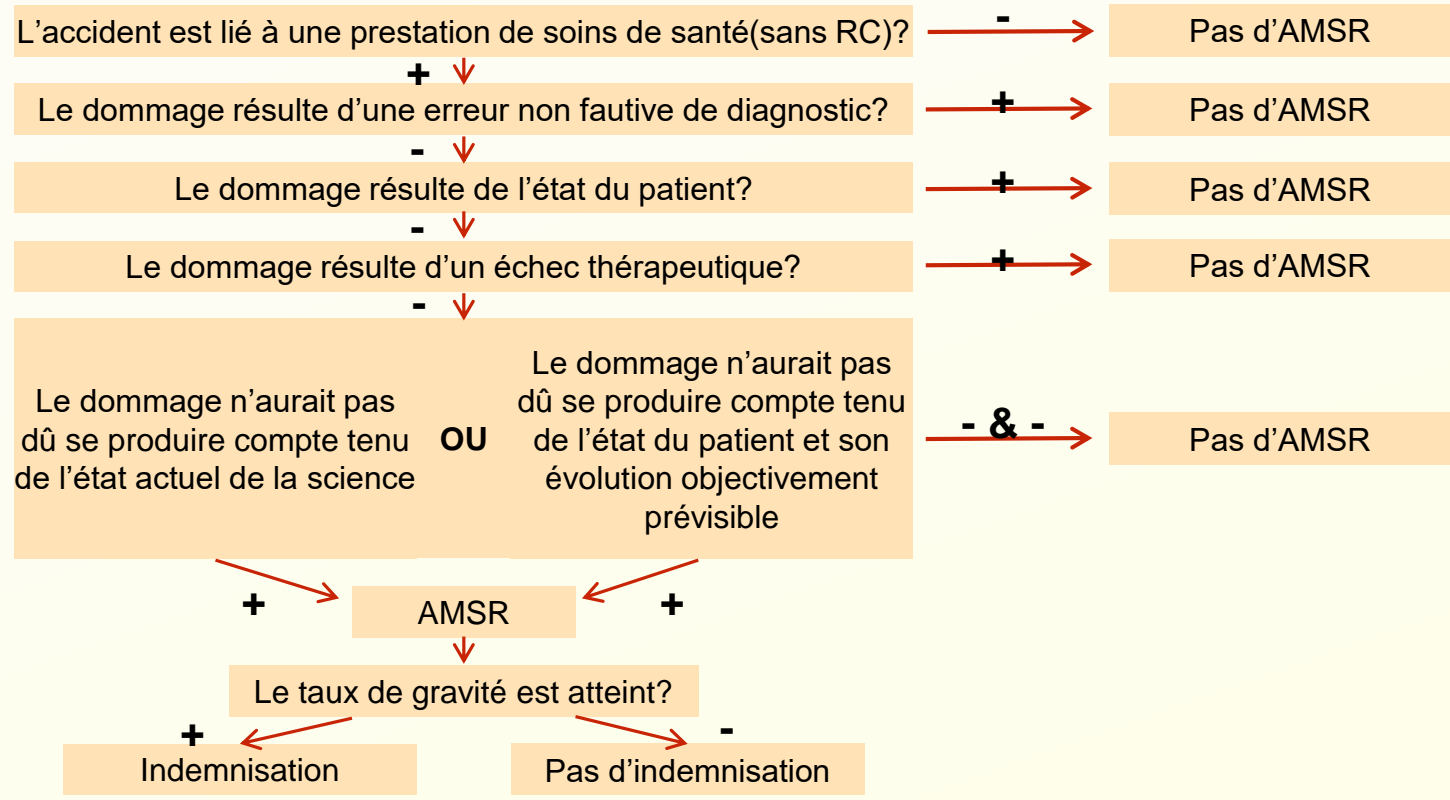 L'accident est lié à une prestation de soins de santé(sans RC)?
-
Pas d'AMSR
+
Le dommage résulte d'une erreur non fautive de diagnostic?
+
Pas d'AMSR
-
Le dommage résulte de l'état du patient?
+
Pas d'AMSR
-
Le dommage résulte d'un échec thérapeutique?
+
Pas d'AMSR
-
Le dommage n'aurait pas
dû se produire compte tenu
de l'état actuel de la science
OU
Le dommage n'aurait pas
dû se produire compte tenu
de l'état du patient et son
évolution objectivement
prévisible
- & -
Pas d'AMSR
+
AMSR
+
Le taux de gravité est atteint?
+
-
Indemnisation
Pas d'indemnisation